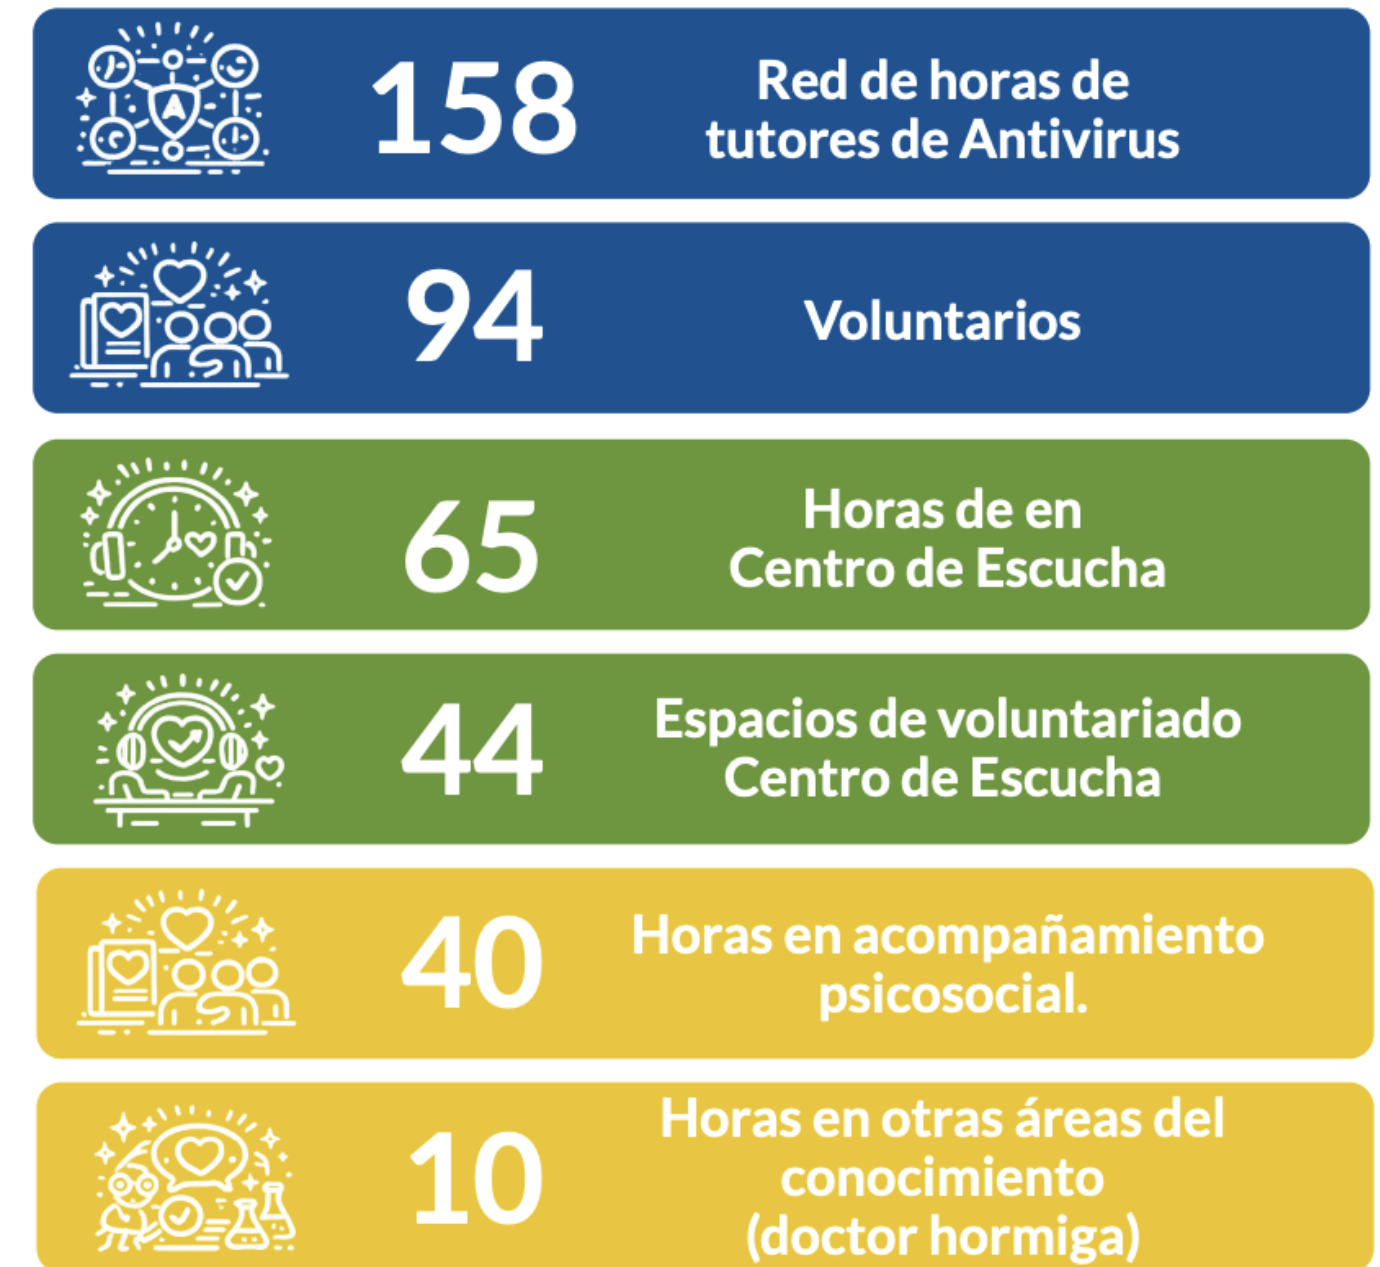 158
Red de horas de
tutores de Antivirus
94
Voluntarios
65
Horas de en
Centro de Escucha
44
Espacios de voluntariado
Centro de Escucha
40
Horas en acompañamiento
psicosocial.
10
Horas en otras áreas del
conocimiento
(doctor hormiga)